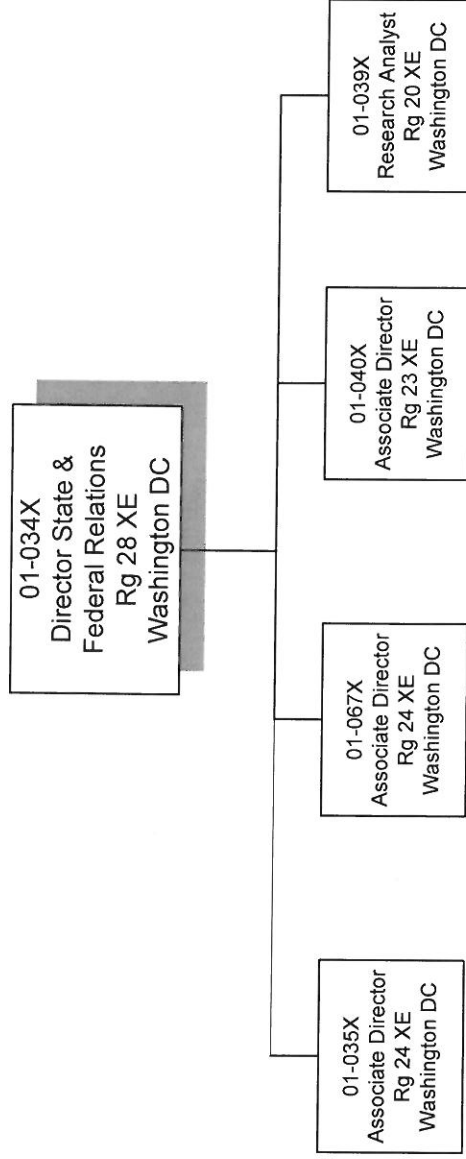 01-034X
Director State &
Federal Relations
Rg 28 XE
Washington DC
01-035X
Associate Director
Rg 24 XE
Washington DC
01-067X
Associate Director
Rg 24 XE
Washington DC
01-040X
Associate Director
Rg 23 XE
Washington DC
01-039X
Research Analyst
Rg 20 XE
Washington DC